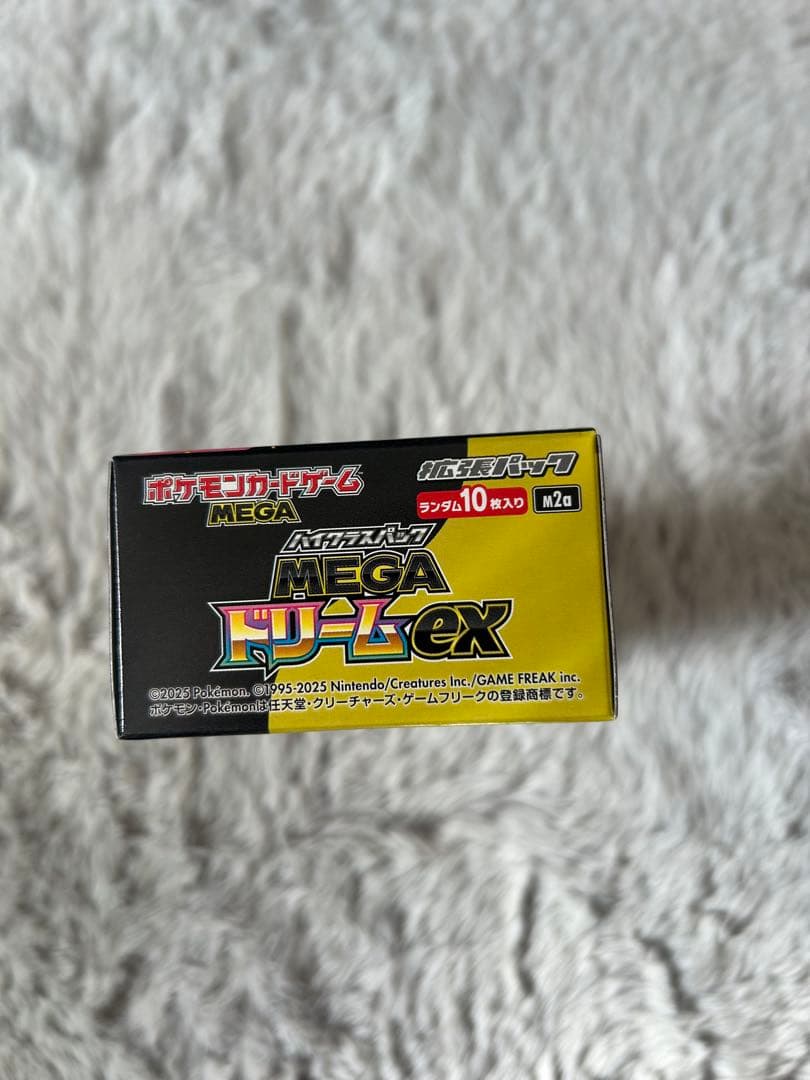 ポケモンカードゲーム
MEGA
拡張パック
ランダム10枚入り
M2a
ハイクラスパック
MEGA
ドリームex
©2025 Pokémon. ©1995-2025 Nintendo/Creatures Inc./GAME FREAK inc.
ポケモン・Pokémonは任天堂・クリーチャーズ・ゲームフリークの登録商標です。